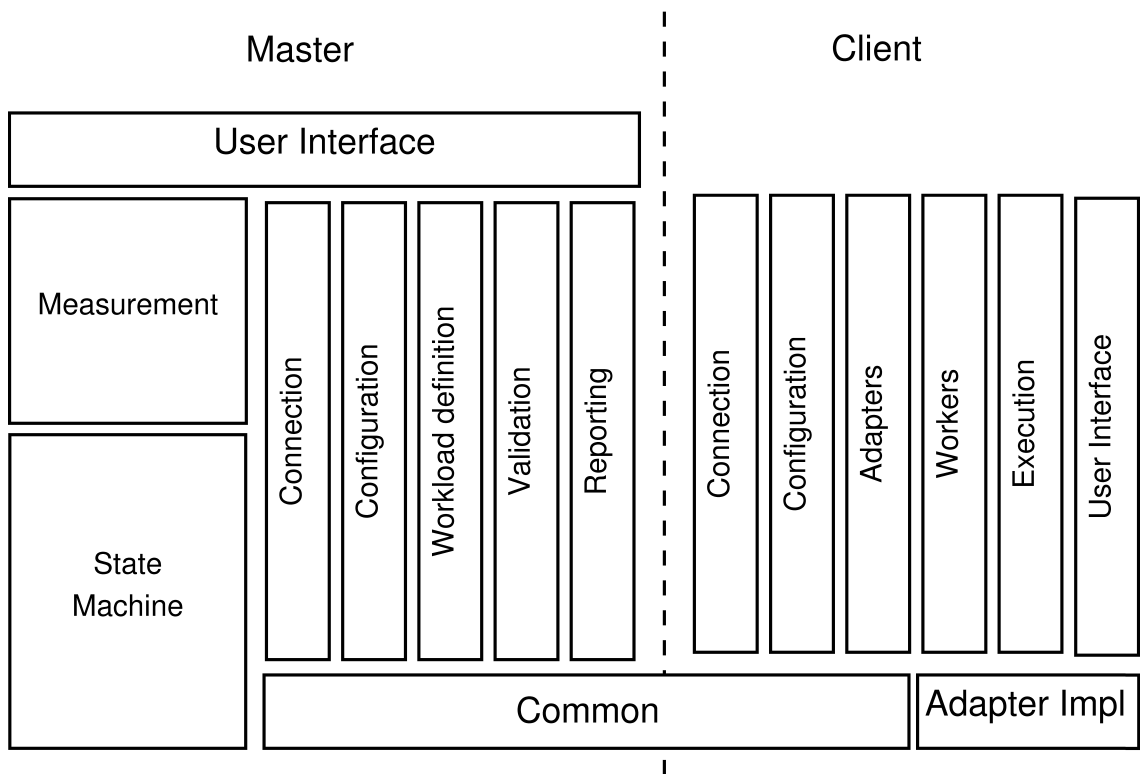 Master
Client
User Interface
Measurement
State
Machine
Connection
Configuration
Workload definition
Validation
Reporting
Connection
Configuration
Adapters
Workers
Execution
User Interface
Common
Adapter Impl